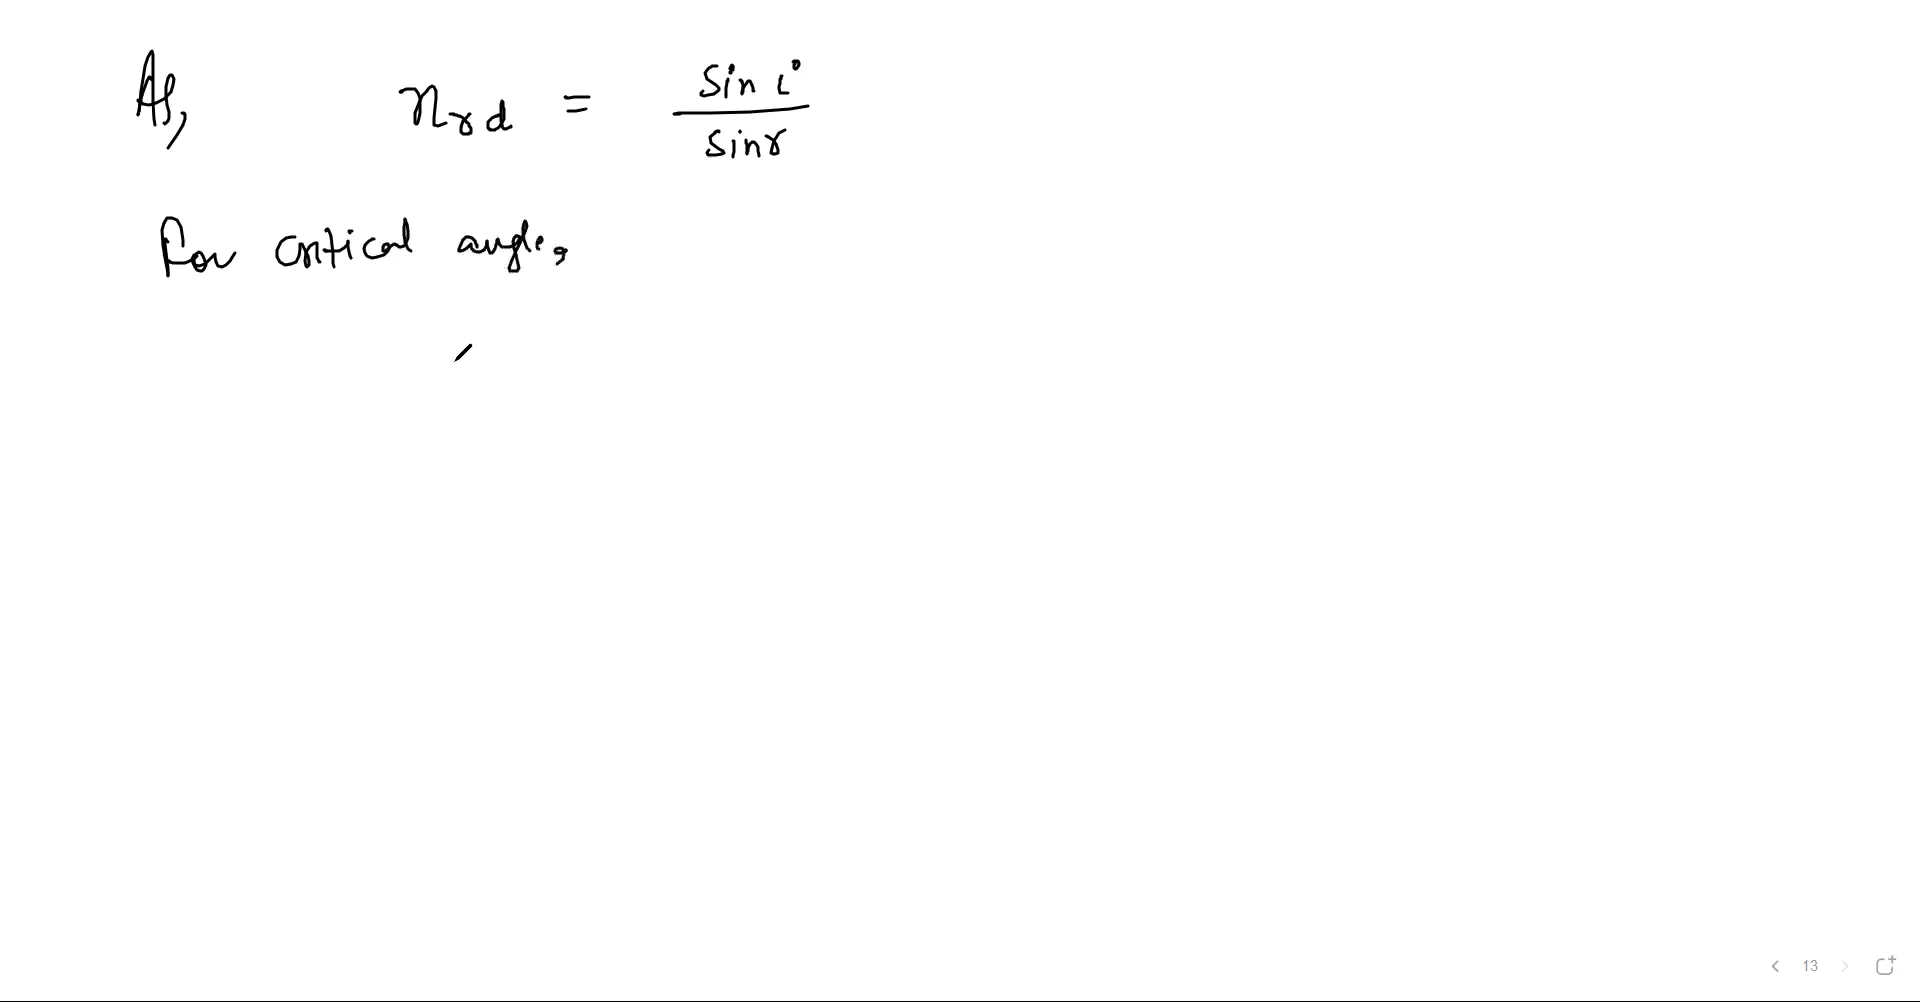 As, n_rd = sin i / sin r
For critical angle,
13